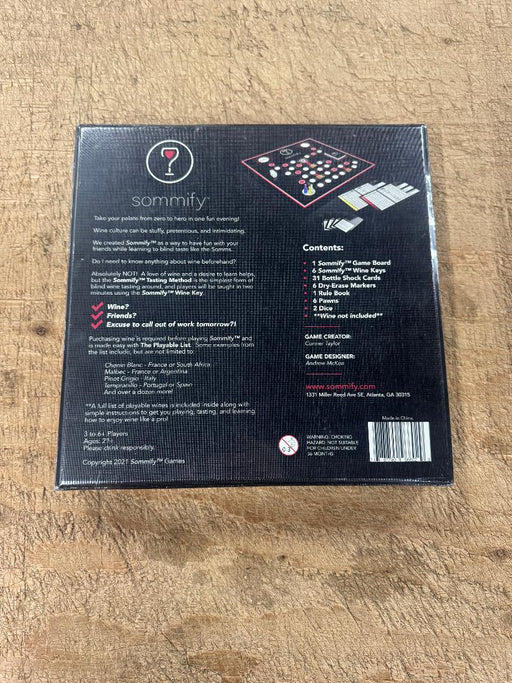 sommify
Take your palate from zero to hero in one fun evening!
Wine culture can be stuffy, pretentious, and intimidating.
We created Sommify™ as a way to have fun with your
friends while learning to blind taste like the Somms.
Do I need to know anything about wine beforehand?
Absolutely NOT! A love of wine and a desire to learn helps,
but the Sommify™ Tasting Method is the simplest form of
blind wine tasting around, and players will be taught in two
minutes using the Sommify™ Wine Key.
Wine?
Friends?
Excuse to call out of work tomorrow?!
Purchasing wine is required before playing Sommify™ and
is made easy with The Playable List. Some examples from
the list include, but are not limited to:
Chenin Blanc - France or South Africa
Malbec - France or Argentina
Pinot Grigio - Italy
Tempranillo - Portugal or Spain
And over a dozen more!
**A full list of playable wines is included inside along with
simple instructions to get you playing, tasting, and learning
how to enjoy wine like a pro!
3 to 6+ Players
Ages: 21+
Please drink responsibly.
Copyright 2021 Sommify™ Games
Contents:
1 Sommify™ Game Board
6 Sommify™ Wine Keys
31 Bottle Shock Cards
6 Dry-Erase Markers
1 Rule Book
6 Pawns
2 Dice
**Wine not included**
GAME CREATOR:
Conner Taylor
GAME DESIGNER:
Andrew McKee
www.sommify.com
1331 Miller Reed Ave SE, Atlanta, GA 30315
Made in China
0-3
WARNING: CHOKING
HAZARD. NOT SUITABLE
FOR CHILDREN UNDER
36 MONTHS